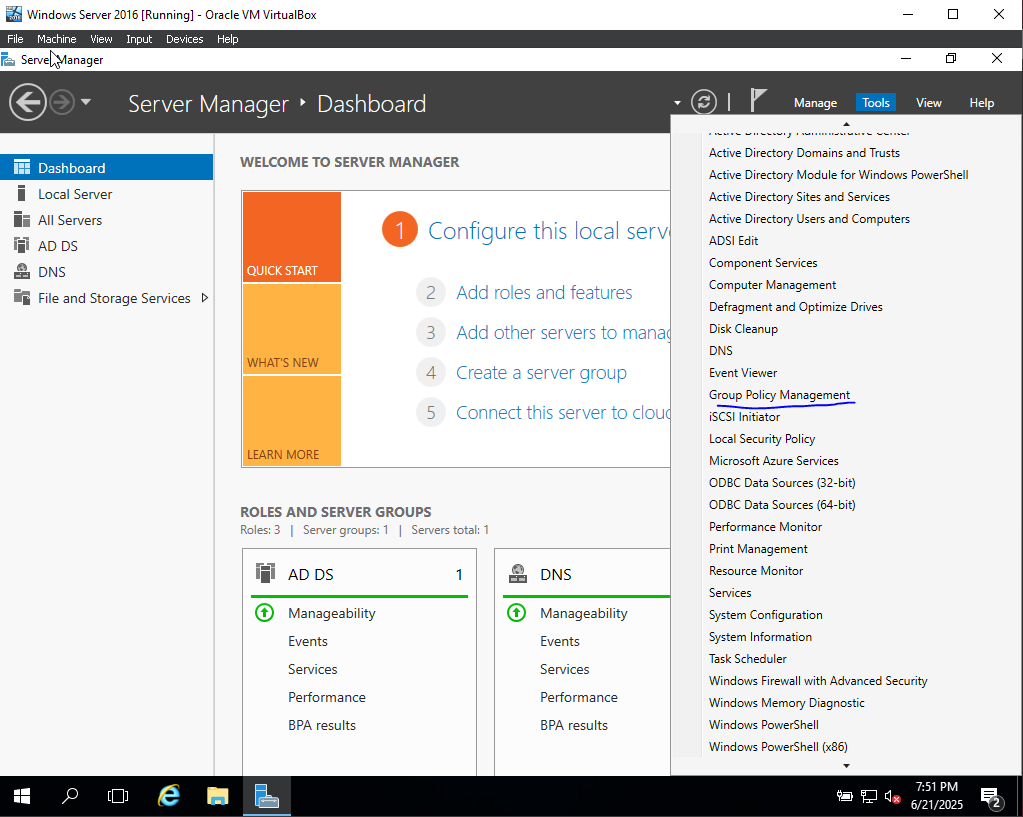 Windows Server 2016 [Running] - Oracle VM VirtualBox
File Machine View Input Devices Help
Server Manager
Server Manager ‣ Dashboard
Manage Tools View Help
Dashboard
Local Server
All Servers
AD DS
DNS
File and Storage Services
WELCOME TO SERVER MANAGER
QUICK START
WHAT'S NEW
LEARN MORE
1 Configure this local serve
2 Add roles and features
3 Add other servers to manag
4 Create a server group
5 Connect this server to cloud
ROLES AND SERVER GROUPS
Roles: 3 | Server groups: 1 | Servers total: 1
AD DS 1
Manageability
Events
Services
Performance
BPA results
DNS
Manageability
Events
Services
Performance
BPA results
Active Directory Administrative Center
Active Directory Domains and Trusts
Active Directory Module for Windows PowerShell
Active Directory Sites and Services
Active Directory Users and Computers
ADSI Edit
Component Services
Computer Management
Defragment and Optimize Drives
Disk Cleanup
DNS
Event Viewer
Group Policy Management
iSCSI Initiator
Local Security Policy
Microsoft Azure Services
ODBC Data Sources (32-bit)
ODBC Data Sources (64-bit)
Performance Monitor
Print Management
Resource Monitor
Services
System Configuration
System Information
Task Scheduler
Windows Firewall with Advanced Security
Windows Memory Diagnostic
Windows PowerShell
Windows PowerShell (x86)
7:51 PM
6/21/2025
2